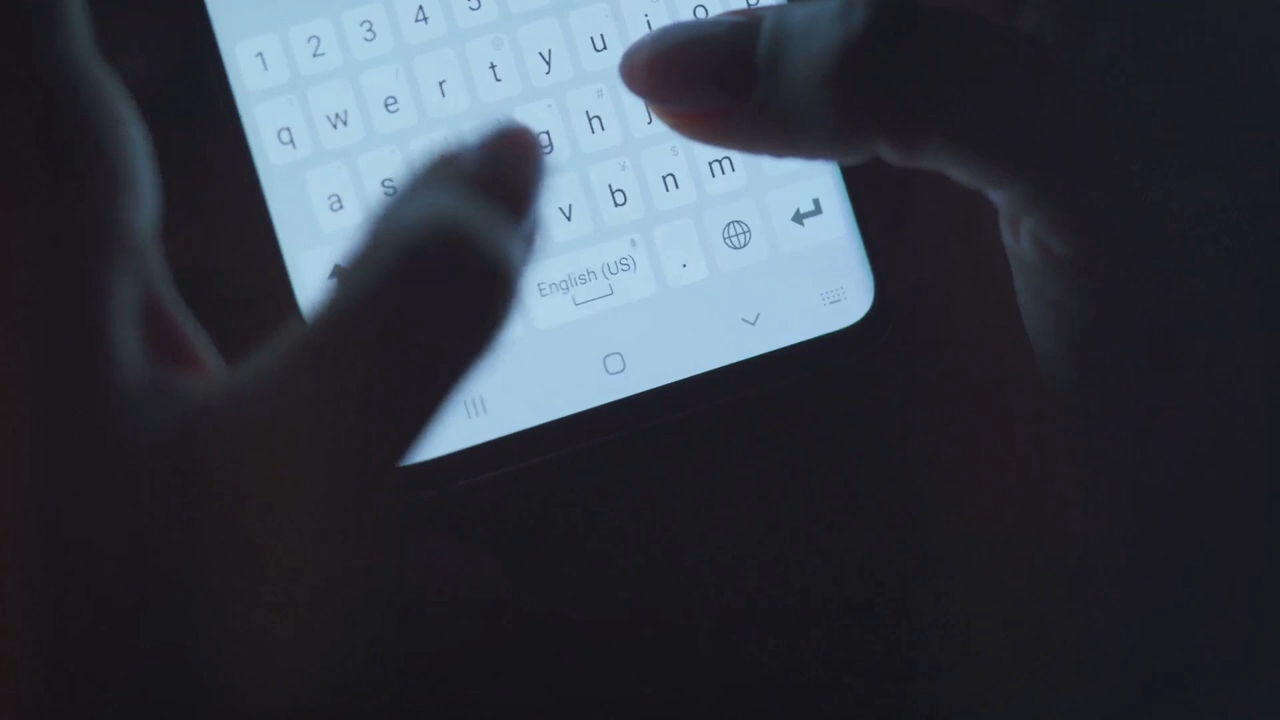 1 2 3 4 5
q w e r t y u i o p
a s g h j
v b n m
English (US) .